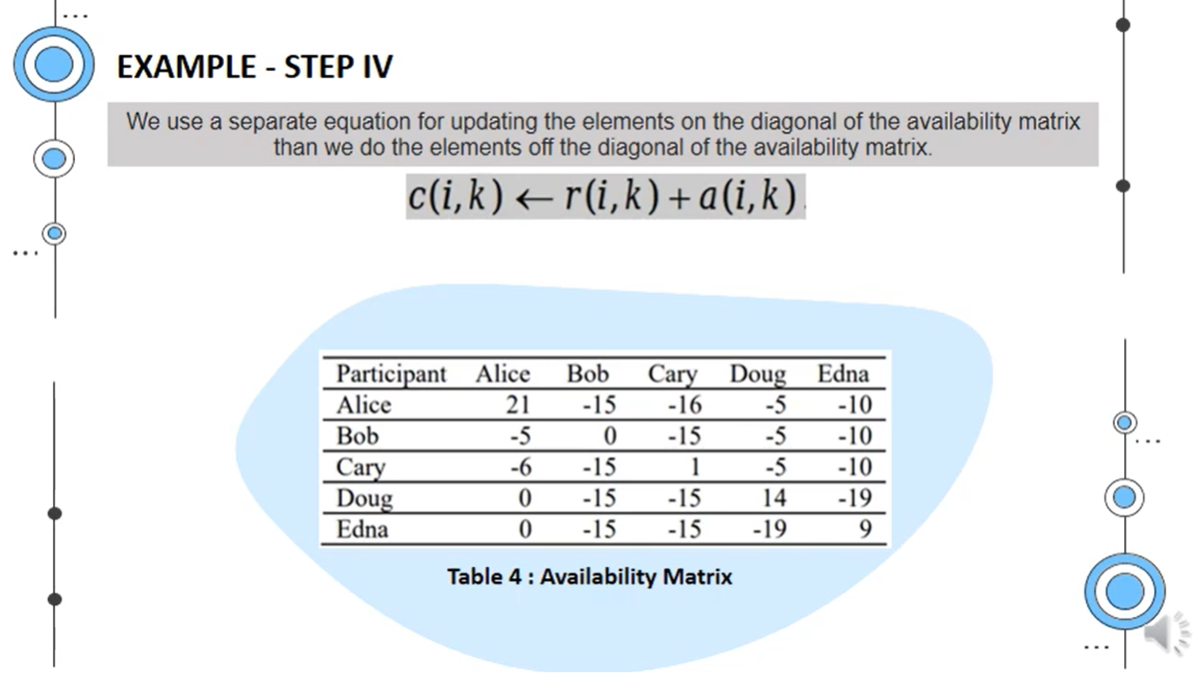 EXAMPLE - STEP IV
We use a separate equation for updating the elements on the diagonal of the availability matrix
than we do the elements off the diagonal of the availability matrix.
c(i,k) ← r(i,k) + a(i,k).
Participant Alice Bob Cary Doug Edna
Alice 21 -15 -16 -5 -10
Bob -5 0 -15 -5 -10
Cary -6 -15 1 -5 -10
Doug 0 -15 -15 14 -19
Edna 0 -15 -15 -19 9
Table 4 : Availability Matrix